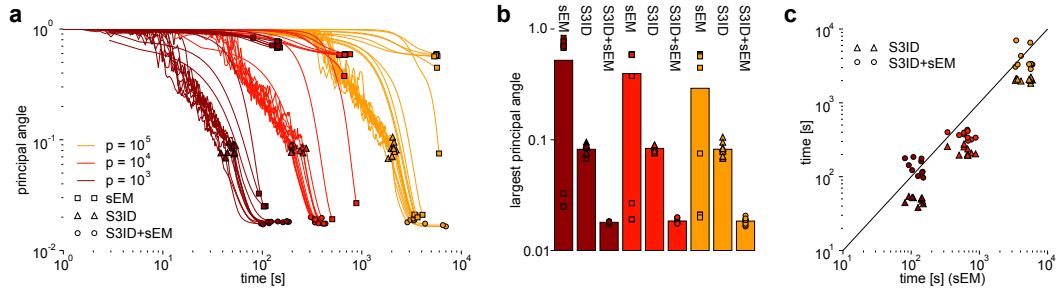 a
principal angle
10^0
10^-1
10^-2
p = 10^5
p = 10^4
p = 10^3
sEM
S3ID
S3ID+sEM
10^0
10^1
10^2
10^3
10^4
time [s]
b
largest principal angle
1.0
0.1
0.01
sEM
S3ID
S3ID+sEM
sEM
S3ID
S3ID+sEM
sEM
S3ID
S3ID+sEM
c
time [s]
10^4
10^3
10^2
10^1
S3ID
S3ID+sEM
10^1
10^2
10^3
10^4
time [s] (sEM)